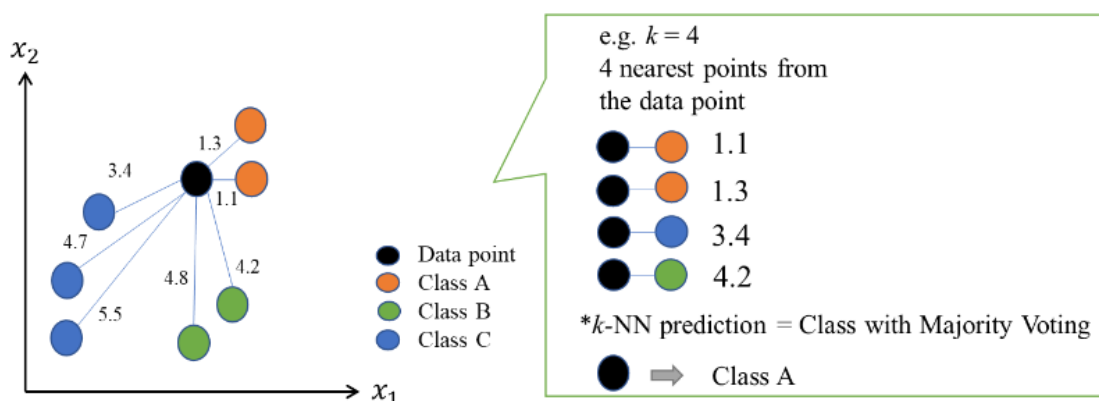 x₂
1.3
3.4
1.1
4.7
4.8
4.2
5.5
x₁
Data point
Class A
Class B
Class C
e.g. k = 4
4 nearest points from
the data point
1.1
1.3
3.4
4.2
*k-NN prediction = Class with Majority Voting
Class A